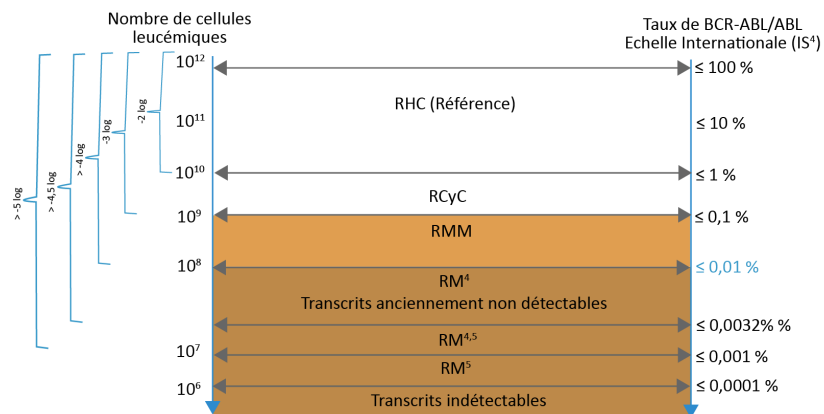 Nombre de cellules
leucémiques
Taux de BCR-ABL/ABL
Echelle Internationale (IS⁴)
10¹²
≤ 100 %
-2 log
-3 log
> -4 log
> -4,5 log
> -5 log
RHC (Référence)
10¹¹
≤ 10 %
10¹⁰
≤ 1 %
RCyC
10⁹
≤ 0,1 %
RMM
10⁸
≤ 0,01 %
RM⁴
Transcrits anciennement non détectables
≤ 0,0032% %
RM⁴,⁵
10⁷
≤ 0,001 %
RM⁵
10⁶
≤ 0,0001 %
Transcrits indétectables